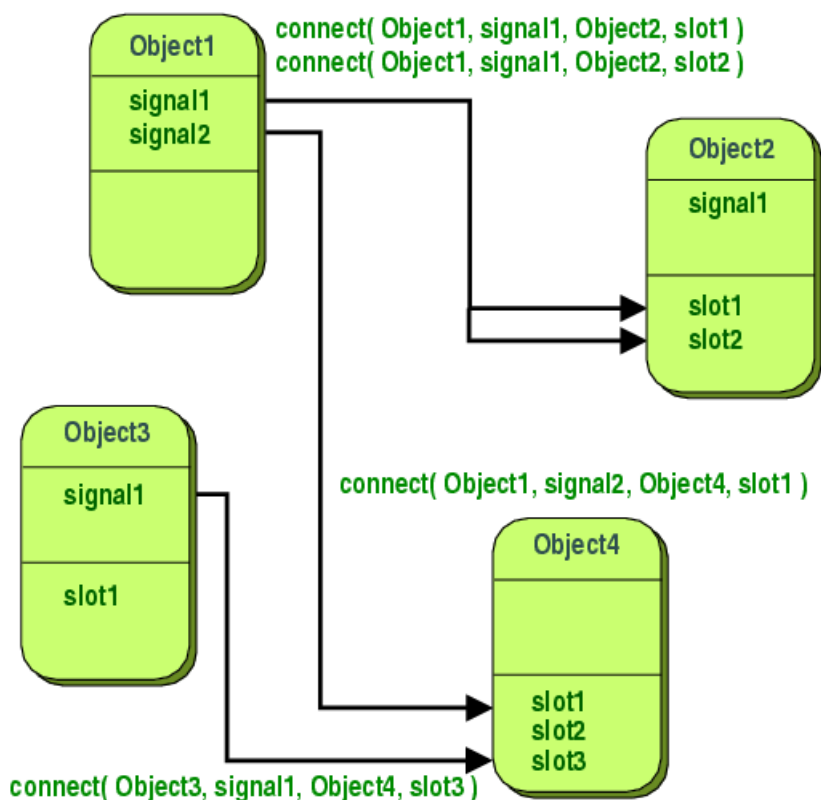 Object1
connect( Object1, signal1, Object2, slot1 )
connect( Object1, signal1, Object2, slot2 )
signal1
signal2
Object2
signal1
slot1
slot2
Object3
signal1
slot1
connect( Object1, signal2, Object4, slot1 )
Object4
slot1
slot2
slot3
connect( Object3, signal1, Object4, slot3 )